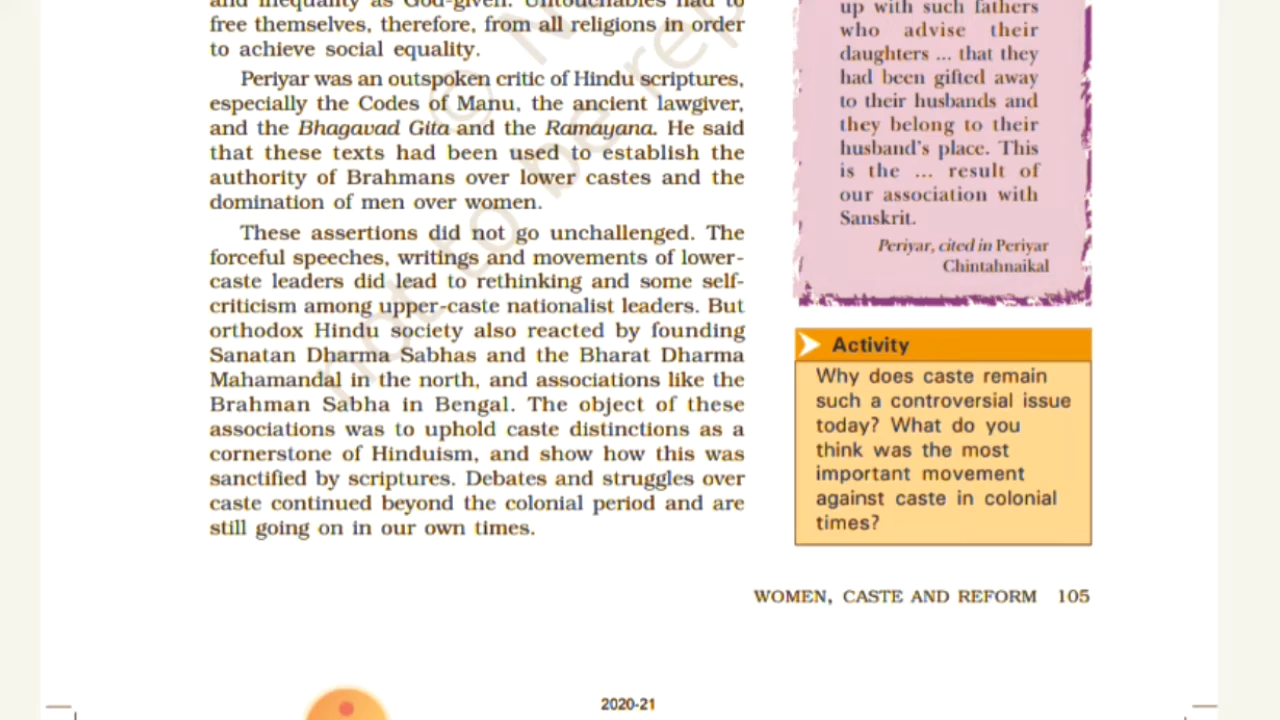 and inequality as God-given. Untouchables had to
free themselves, therefore, from all religions in order
to achieve social equality.
Periyar was an outspoken critic of Hindu scriptures,
especially the Codes of Manu, the ancient lawgiver,
and the Bhagavad Gita and the Ramayana. He said
that these texts had been used to establish the
authority of Brahmans over lower castes and the
domination of men over women.
These assertions did not go unchallenged. The
forceful speeches, writings and movements of lower-
caste leaders did lead to rethinking and some self-
criticism among upper-caste nationalist leaders. But
orthodox Hindu society also reacted by founding
Sanatan Dharma Sabhas and the Bharat Dharma
Mahamandal in the north, and associations like the
Brahman Sabha in Bengal. The object of these
associations was to uphold caste distinctions as a
cornerstone of Hinduism, and show how this was
sanctified by scriptures. Debates and struggles over
caste continued beyond the colonial period and are
still going on in our own times.
up with such fathers
who advise their
daughters ... that they
had been gifted away
to their husbands and
they belong to their
husband's place. This
is the ... result of
our association with
Sanskrit.
Periyar, cited in Periyar
Chintahnaikal
Activity
Why does caste remain
such a controversial issue
today? What do you
think was the most
important movement
against caste in colonial
times?
WOMEN, CASTE AND REFORM 105
2020-21
© N
not to be rep